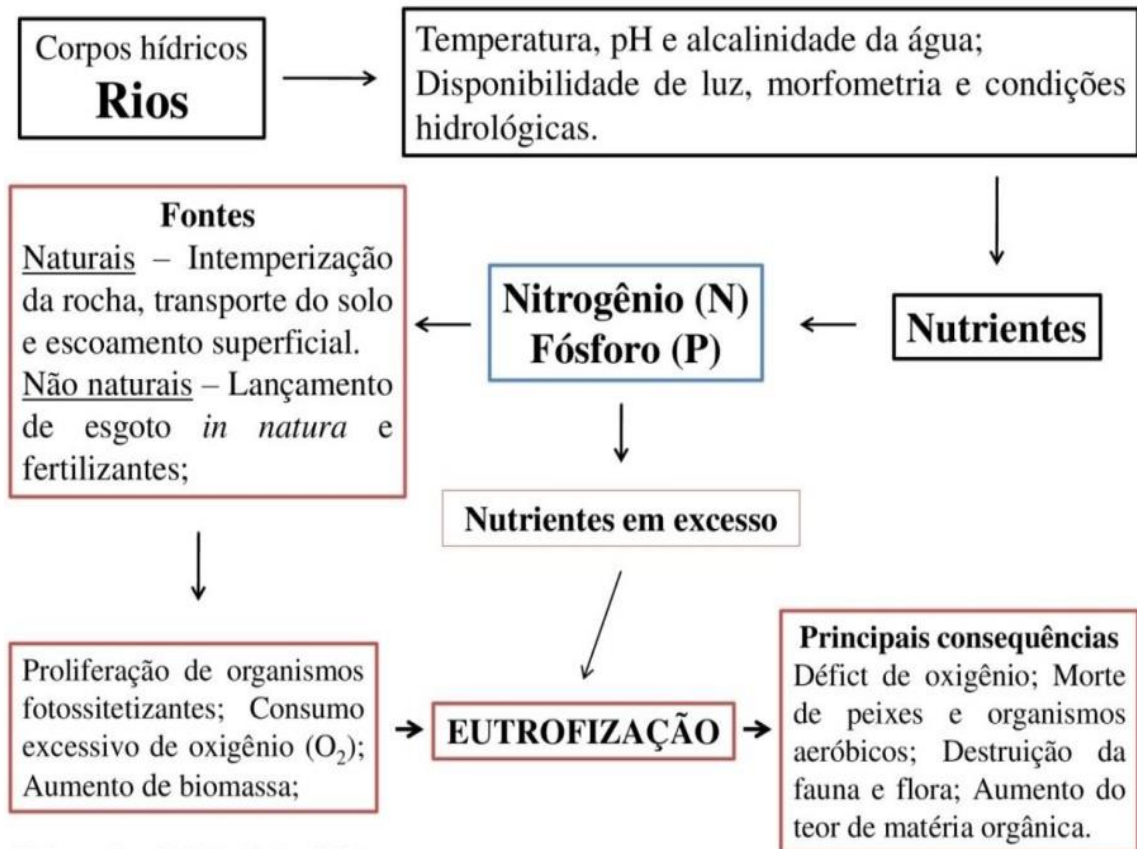 Corpos hídricos
Rios
Temperatura, pH e alcalinidade da água;
Disponibilidade de luz, morfometria e condições
hidrológicas.
Fontes
Naturais – Intemperização
da rocha, transporte do solo
e escoamento superficial.
Não naturais – Lançamento
de esgoto in natura e
fertilizantes;
Nitrogênio (N)
Fósforo (P)
Nutrientes
Nutrientes em excesso
Proliferação de organismos
fotossitetizantes; Consumo
excessivo de oxigênio (O₂);
Aumento de biomassa;
EUTROFIZAÇÃO
Principais consequências
Défict de oxigênio; Morte
de peixes e organismos
aeróbicos; Destruição da
fauna e flora; Aumento do
teor de matéria orgânica.